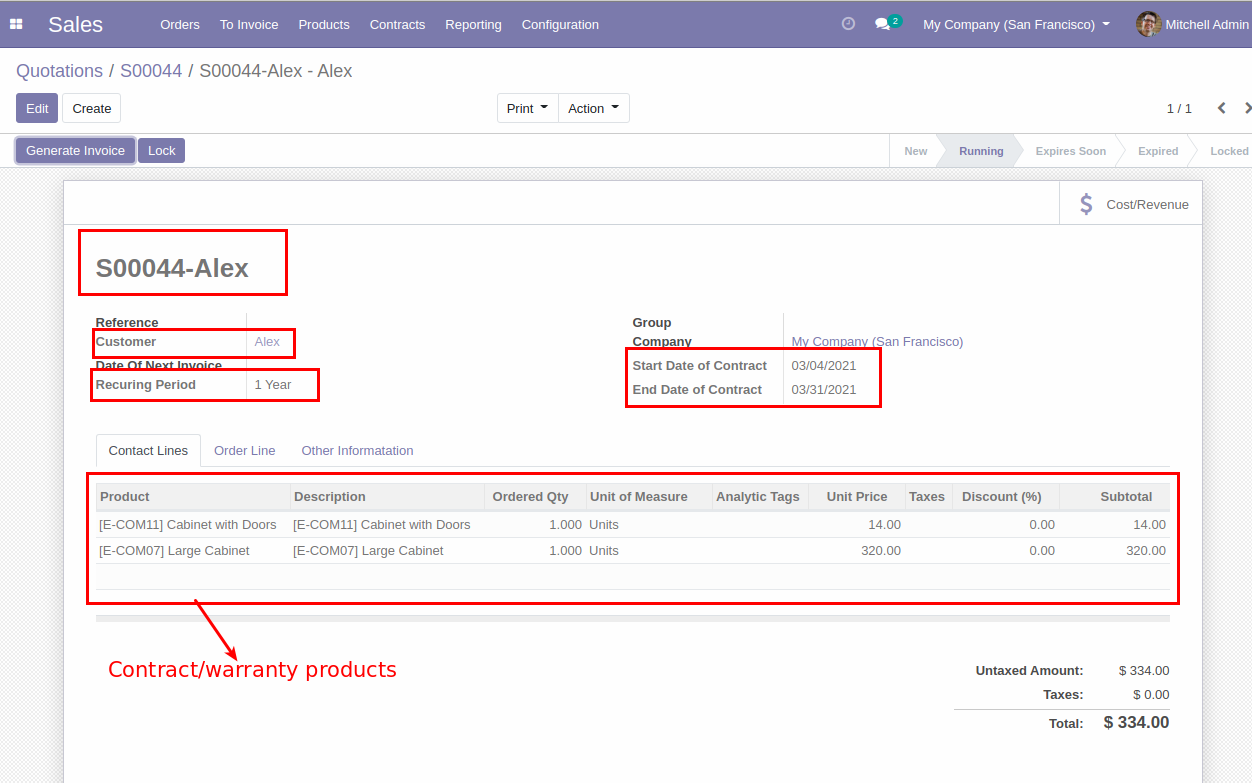 Sales Orders To Invoice Products Contracts Reporting Configuration 2 My Company (San Francisco) Mitchell Admin
Quotations / S00044 / S00044-Alex - Alex
Edit Create Print Action 1 / 1
Generate Invoice Lock New Running Expires Soon Expired Locked
$ Cost/Revenue
S00044-Alex
Reference Group
Customer Alex Company My Company (San Francisco)
Date Of Next Invoice Start Date of Contract 03/04/2021
Recuring Period 1 Year End Date of Contract 03/31/2021
Contact Lines Order Line Other Informatation
Product Description Ordered Qty Unit of Measure Analytic Tags Unit Price Taxes Discount (%) Subtotal
[E-COM11] Cabinet with Doors [E-COM11] Cabinet with Doors 1.000 Units 14.00 0.00 14.00
[E-COM07] Large Cabinet [E-COM07] Large Cabinet 1.000 Units 320.00 0.00 320.00
Contract/warranty products
Untaxed Amount: $ 334.00
Taxes: $ 0.00
Total: $ 334.00